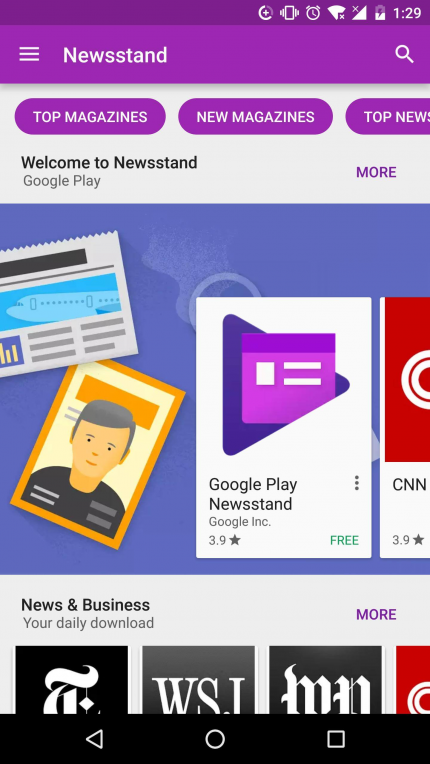 1:29
Newsstand
TOP MAGAZINES
NEW MAGAZINES
TOP NEWS
Welcome to Newsstand
Google Play
MORE
Google Play
Newsstand
Google Inc.
3.9
FREE
CNN
3.9
News & Business
Your daily download
MORE
T
WSJ
wp